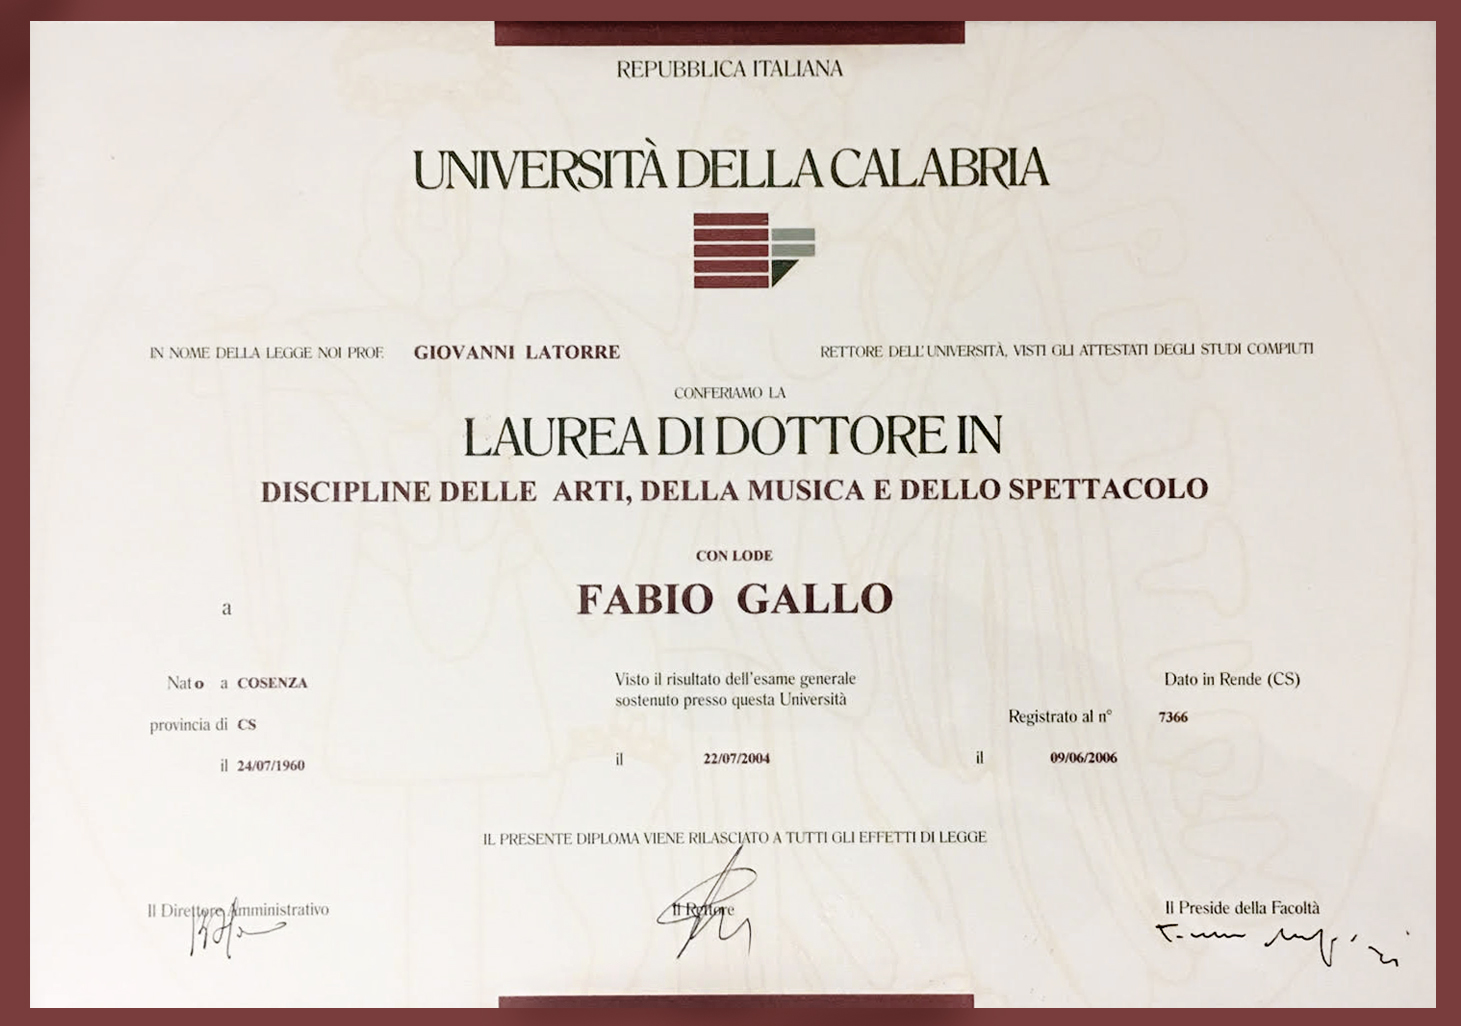 REPUBBLICA ITALIANA
UNIVERSITÀ DELLA CALABRIA
IN NOME DELLA LEGGE NOI PROF. GIOVANNI LATORRE RETTORE DELL'UNIVERSITÀ, VISTI GLI ATTESTATI DEGLI STUDI COMPIUTI
CONFERIAMO LA
LAUREA DI DOTTORE IN
DISCIPLINE DELLE ARTI, DELLA MUSICA E DELLO SPETTACOLO
CON LODE
a FABIO GALLO
Nato a COSENZA
provincia di CS
il 24/07/1960
Visto il risultato dell'esame generale
sostenuto presso questa Università
il 22/07/2004
Dato in Rende (CS)
Registrato al n° 7366
il 09/06/2006
IL PRESENTE DIPLOMA VIENE RILASCIATO A TUTTI GLI EFFETTI DI LEGGE
Il Direttore Amministrativo
Il Rettore
Il Preside della Facoltà